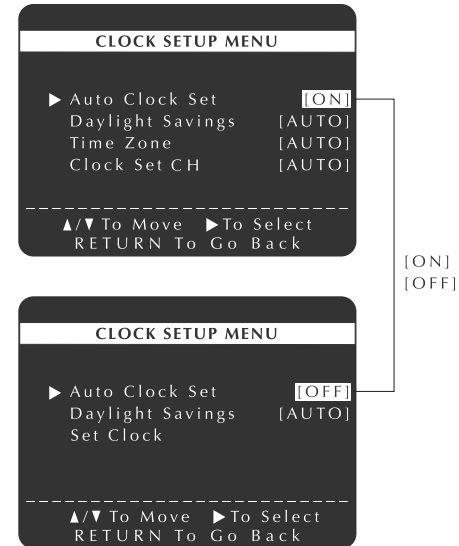 CLOCK SETUP MENU
▶ Auto Clock Set [ON]
Daylight Savings [AUTO]
Time Zone [AUTO]
Clock Set CH [AUTO]
▲/▼ To Move ▶ To Select
RETURN To Go Back
[ON]
[OFF]
CLOCK SETUP MENU
▶ Auto Clock Set [OFF]
Daylight Savings [AUTO]
Set Clock
▲/▼ To Move ▶ To Select
RETURN To Go Back